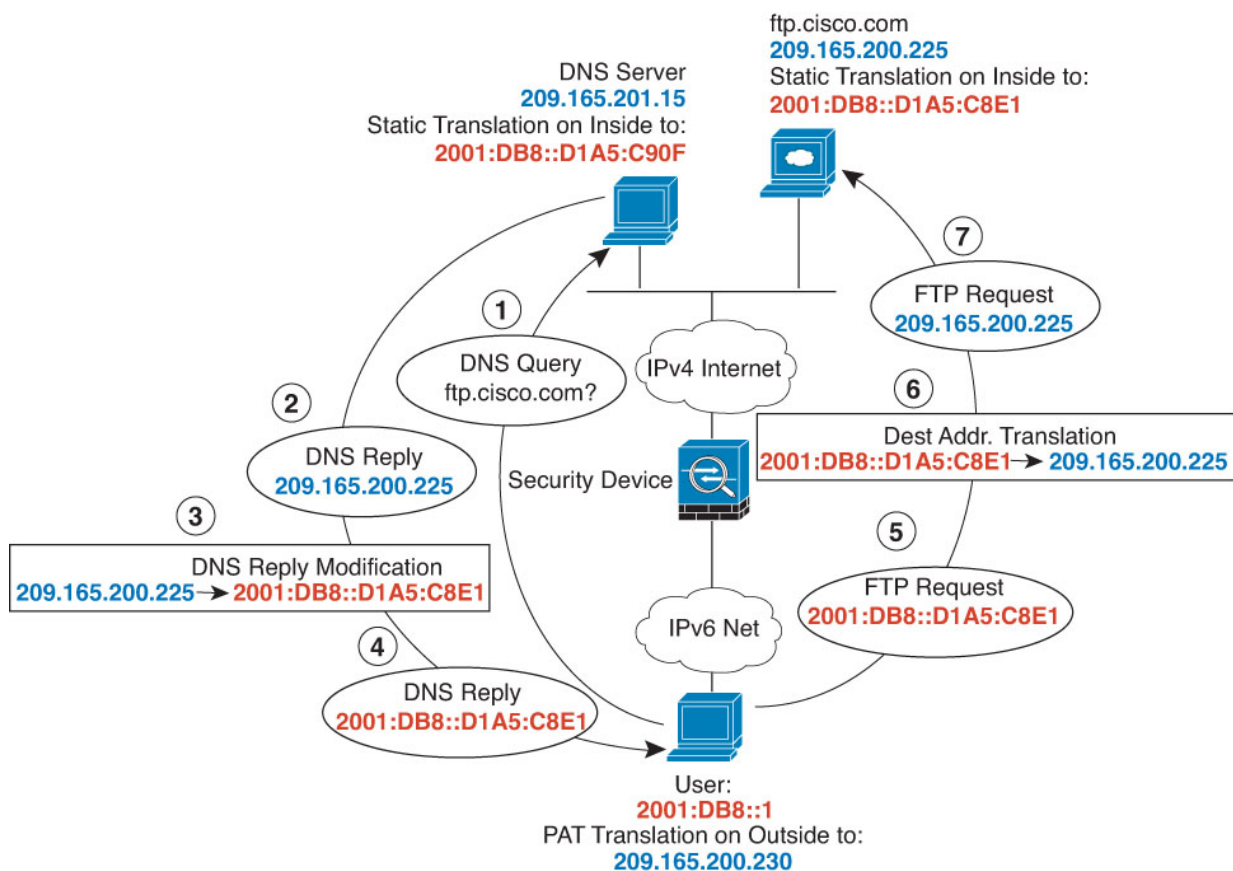 ftp.cisco.com
209.165.200.225
Static Translation on Inside to:
2001:DB8::D1A5:C8E1
DNS Server
209.165.201.15
Static Translation on Inside to:
2001:DB8::D1A5:C90F
1
DNS Query
ftp.cisco.com?
2
DNS Reply
209.165.200.225
3
DNS Reply Modification
209.165.200.225 → 2001:DB8::D1A5:C8E1
4
DNS Reply
2001:DB8::D1A5:C8E1
IPv4 Internet
Security Device
IPv6 Net
7
FTP Request
209.165.200.225
6
Dest Addr. Translation
2001:DB8::D1A5:C8E1 → 209.165.200.225
5
FTP Request
2001:DB8::D1A5:C8E1
User:
2001:DB8::1
PAT Translation on Outside to:
209.165.200.230